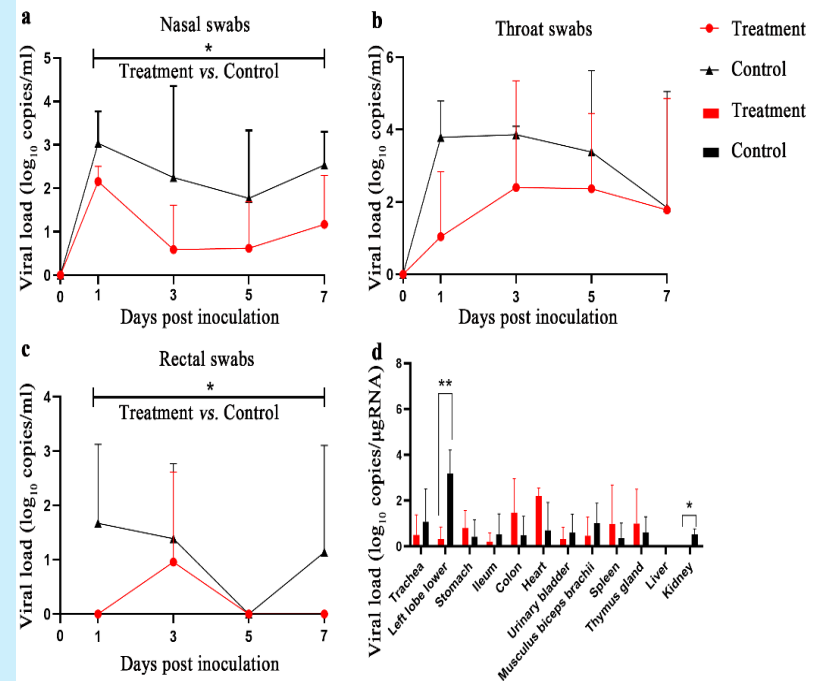 a
Nasal swabs
*
Treatment vs. Control
Viral load (log10 copies/ml)
5
4
3
2
1
0
0 1 3 5 7
Days post inoculation
b
Throat swabs
Viral load (log10 copies/ml)
6
4
2
0
0 1 3 5 7
Days post inoculation
Treatment
Control
Treatment
Control
c
Rectal swabs
*
Treatment vs. Control
Viral load (log10 copies/ml)
4
3
2
1
0
0 1 3 5 7
Days post inoculation
d
**
*
Viral load (log10 copies/μgRNA)
8
6
4
2
0
Trachea
Left lobe lower
Stomach
Ileum
Colon
Heart
Urinary bladder
Musculus biceps brachii
Spleen
Thymus gland
Liver
Kidney